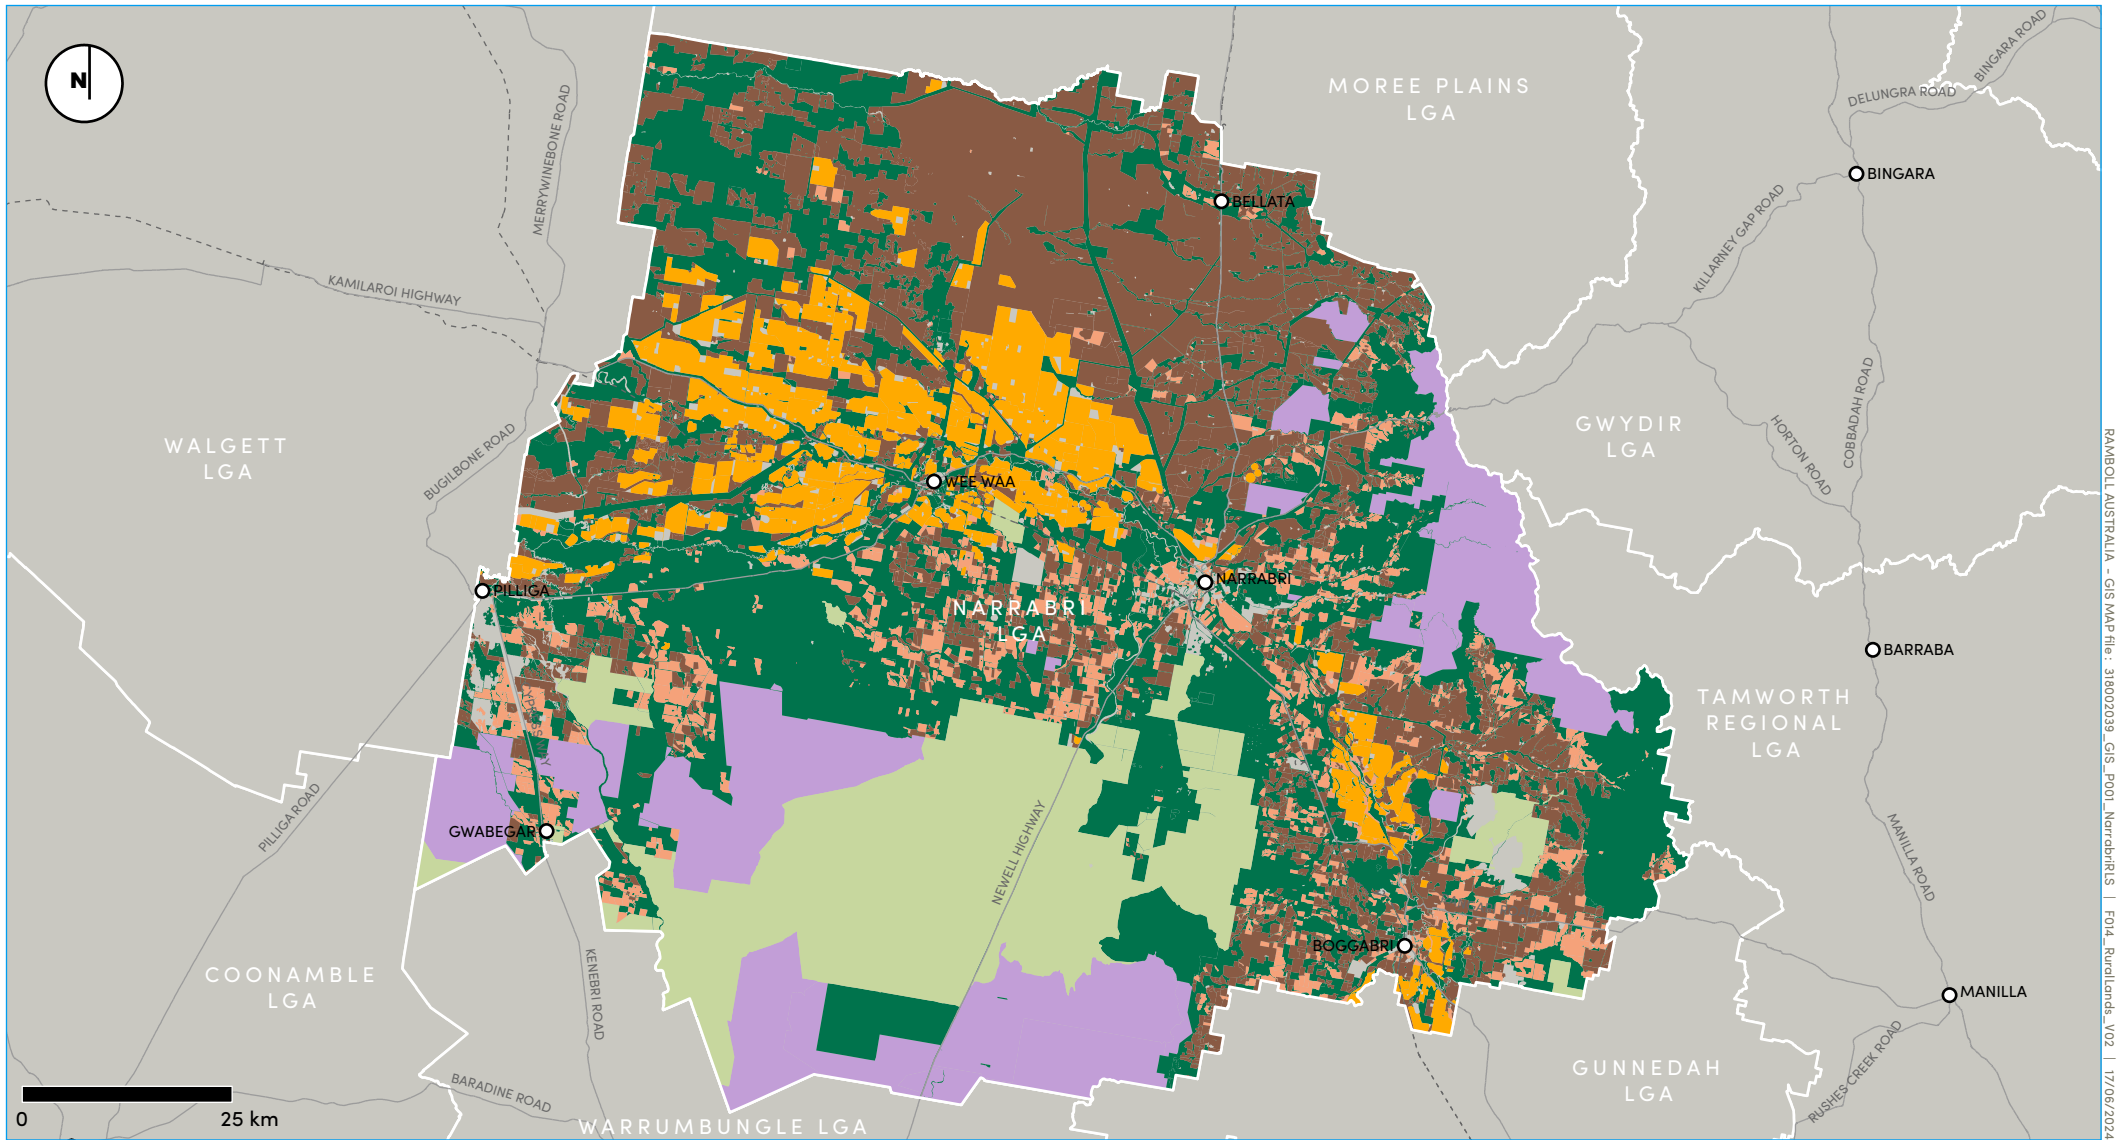 N
MERRYWINEBONE ROAD
KAMILAROI HIGHWAY
MOREE PLAINS
LGA
BINGARA ROAD
DELUNGRA ROAD
BINGARA
BELLATA
KILLARNEY GAP ROAD
WALGETT
LGA
BUGILBONE ROAD
GWYDIR
LGA
HORTON ROAD
COBBADAH ROAD
WEE WAA
PILLIGA
NARRABRI
NARRABRI
LGA
BARRABA
TAMWORTH
REGIONAL
LGA
PILLIGA ROAD
GWABEGAR
NEWELL HIGHWAY
MANILLA ROAD
BOGGABRI
COONAMBLE
LGA
KENEBRI ROAD
MANILLA
GUNNEDAH
LGA
RUSHES CREEK ROAD
BARADINE ROAD
WARRUMBUNGLE LGA
0 25 km
RAMBOLL AUSTRALIA - GIS MAP file : 318002039_GIS_P001_NarrabriRLS | F014_RuralLands_V02 | 17/06/2024